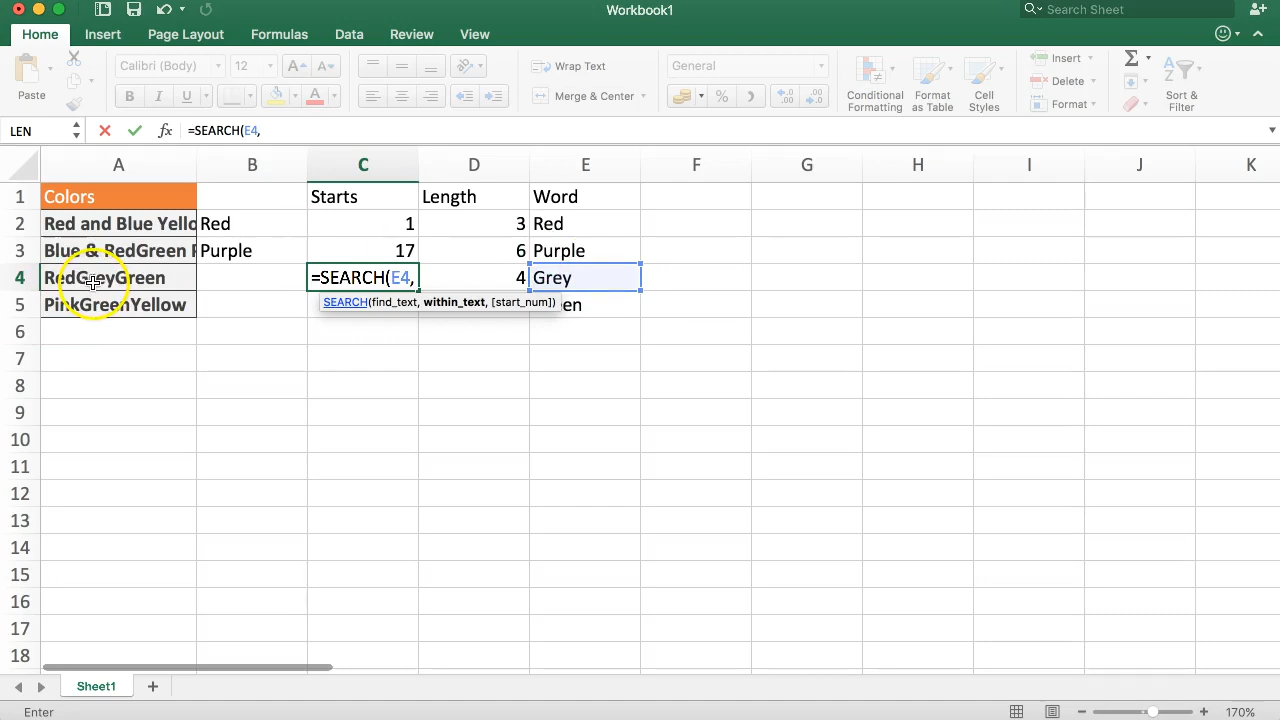 Workbook1
Search Sheet
Home Insert Page Layout Formulas Data Review View
Paste
Calibri (Body) 12 A A
B I U A
Wrap Text
Merge & Center
General
%
Conditional Formatting
Format as Table
Cell Styles
Insert
Delete
Format
Sort & Filter
LEN fx =SEARCH(E4,
A B C D E F G H I J K
1 Colors Starts Length Word
2 Red and Blue Yello Red 1 3 Red
3 Blue & RedGreen Purple 17 6 Purple
4 RedGreyGreen =SEARCH(E4, 4 Grey
SEARCH(find_text, within_text, [start_num])
5 PinkGreenYellow
6
7
8
9
10
11
12
13
14
15
16
17
18
Sheet1
Enter 170%